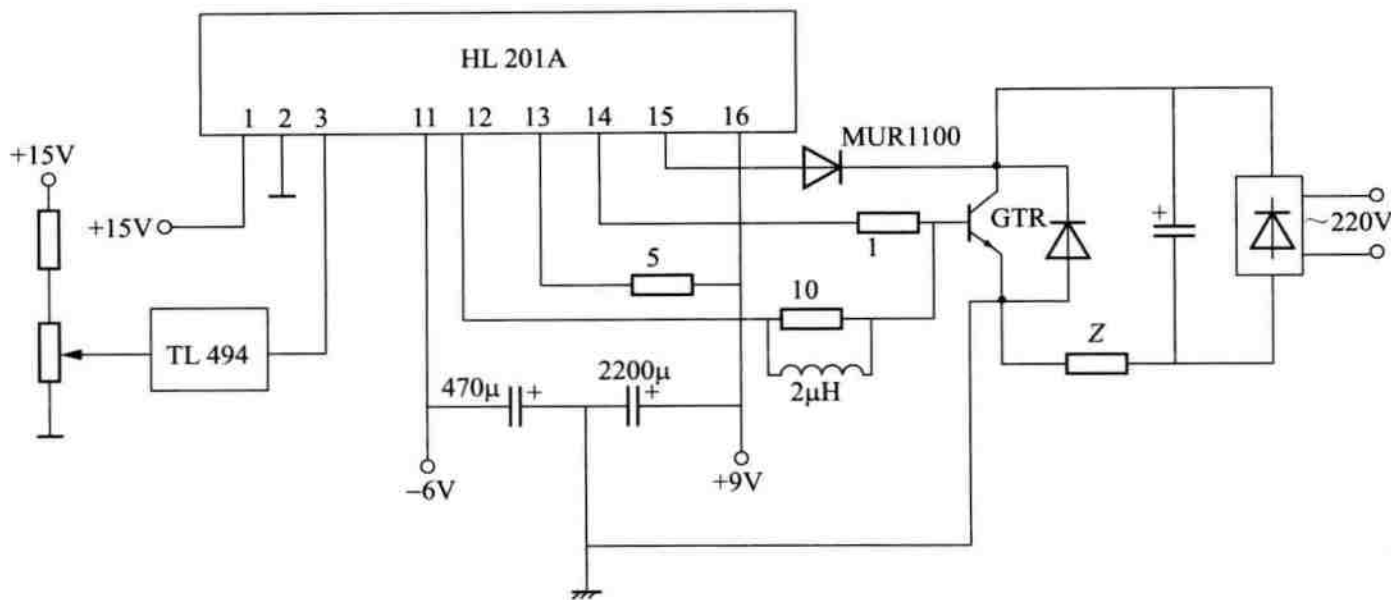 HL 201A
1 2 3 11 12 13 14 15 16
MUR1100
+15V
+15V
GTR
~220V
+
1
5
10
Z
TL 494
2μH
470μ
+
2200μ
+
−6V
+9V